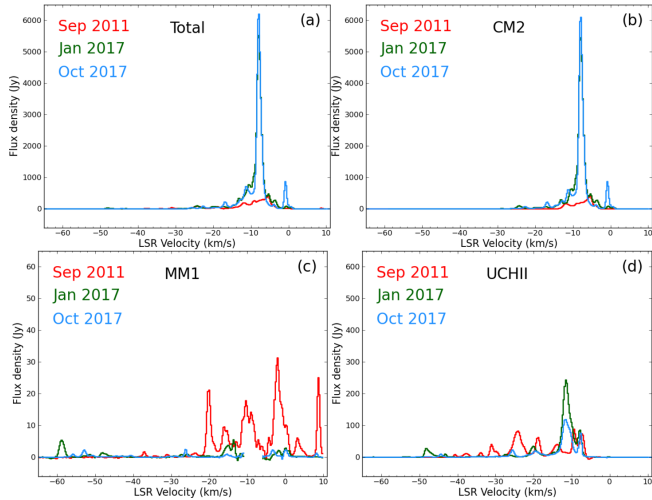 Sep 2011
Jan 2017
Oct 2017
Total
(a)
Flux density (Jy)
6000
5000
4000
3000
2000
1000
0
−60 −50 −40 −30 −20 −10 0 10
LSR Velocity (km/s)
Sep 2011
Jan 2017
Oct 2017
CM2
(b)
Flux density (Jy)
6000
5000
4000
3000
2000
1000
0
−60 −50 −40 −30 −20 −10 0 10
LSR Velocity (km/s)
Sep 2011
Jan 2017
Oct 2017
MM1
(c)
Flux density (Jy)
60
50
40
30
20
10
0
−60 −50 −40 −30 −20 −10 0 10
LSR Velocity (km/s)
Sep 2011
Jan 2017
Oct 2017
UCHII
(d)
Flux density (Jy)
600
500
400
300
200
100
0
−60 −50 −40 −30 −20 −10 0 10
LSR Velocity (km/s)